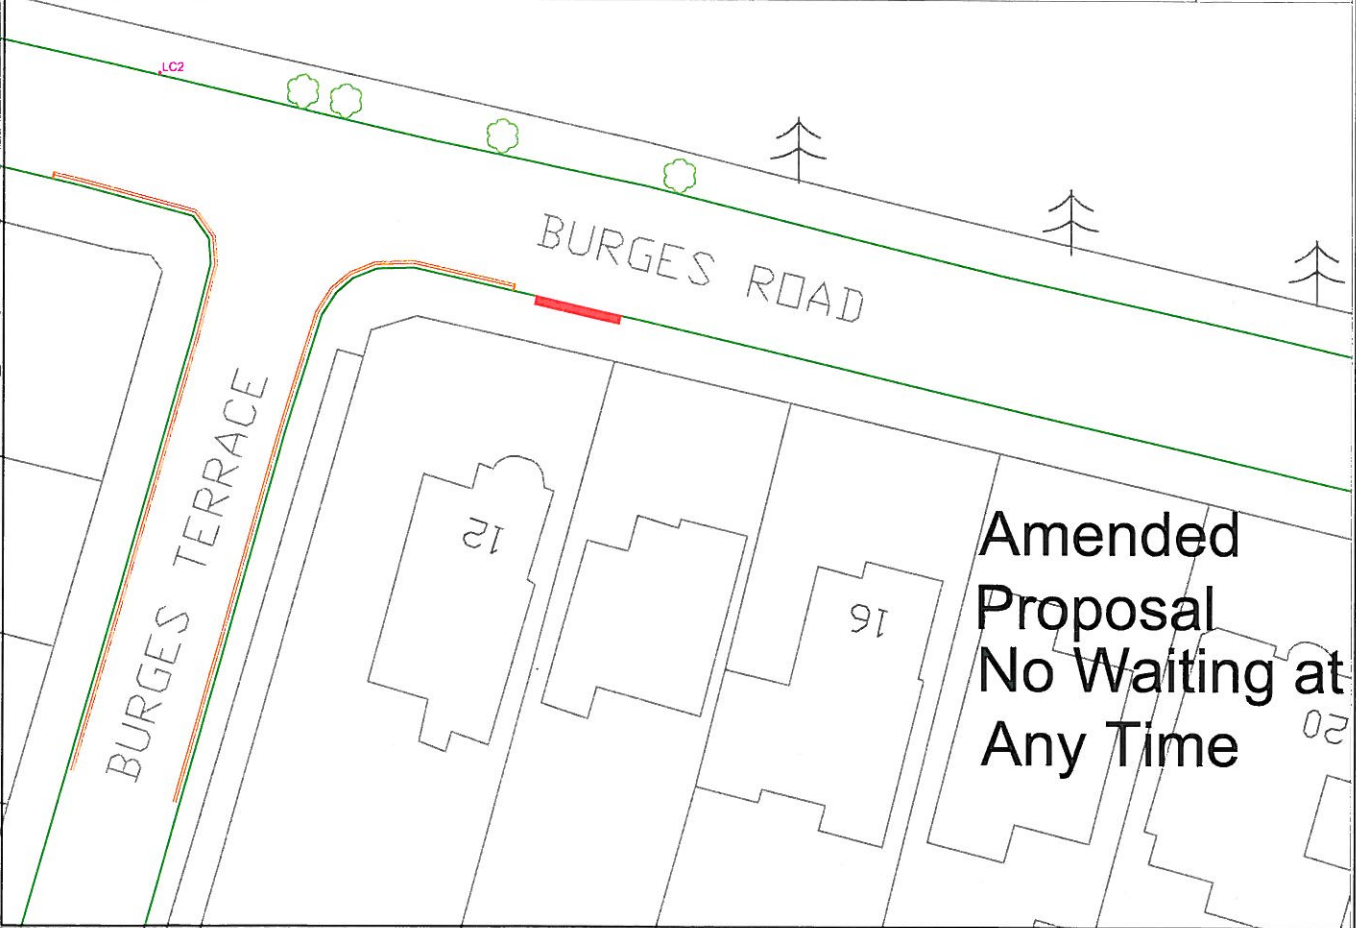 LC2
BURGES ROAD
BURGES TERRACE
12
16
20
Amended
Proposal
No Waiting at
Any Time